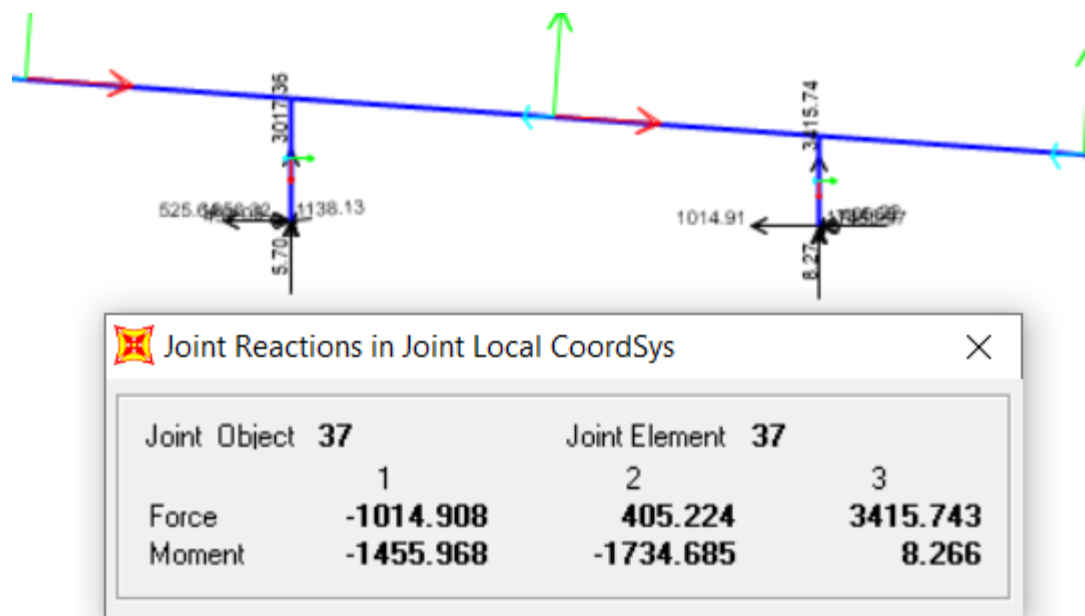 3017.36
3415.74
1138.13
1014.91
5.70
8.27
Joint Reactions in Joint Local CoordSys
Joint Object 37 Joint Element 37
1 2 3
Force -1014.908 405.224 3415.743
Moment -1455.968 -1734.685 8.266